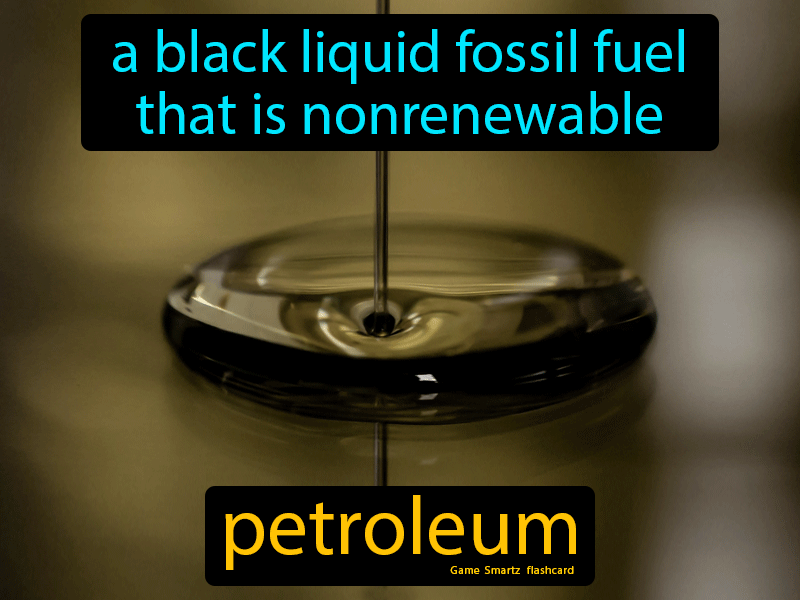 a black liquid fossil fuel
that is nonrenewable
petroleum
Game Smartz flashcard